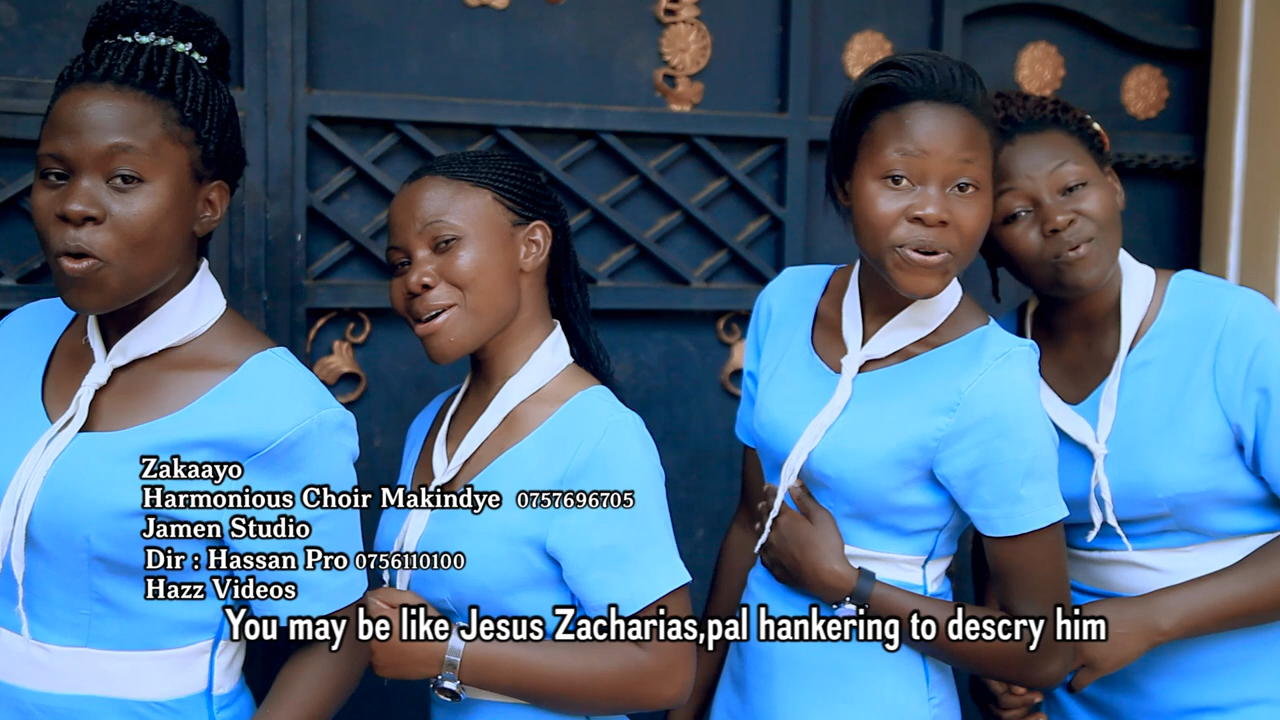 Zakaayo
Harmonious Choir Makindye 0757696705
Jamen Studio
Dir : Hassan Pro 0756110100
Hazz Videos
You may be like Jesus Zacharias,pal hankering to descry him